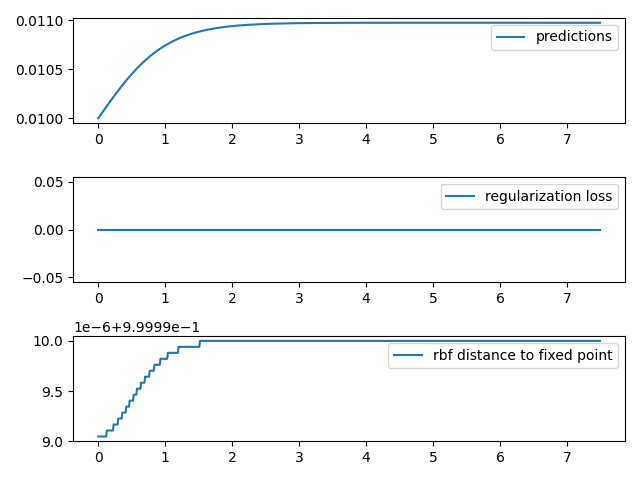 0.0110
predictions
0.0105
0.0100
0 1 2 3 4 5 6 7
0.05
regularization loss
0.00
−0.05
0 1 2 3 4 5 6 7
1e−6+9.9999e−1
10.0
rbf distance to fixed point
9.5
9.0
0 1 2 3 4 5 6 7